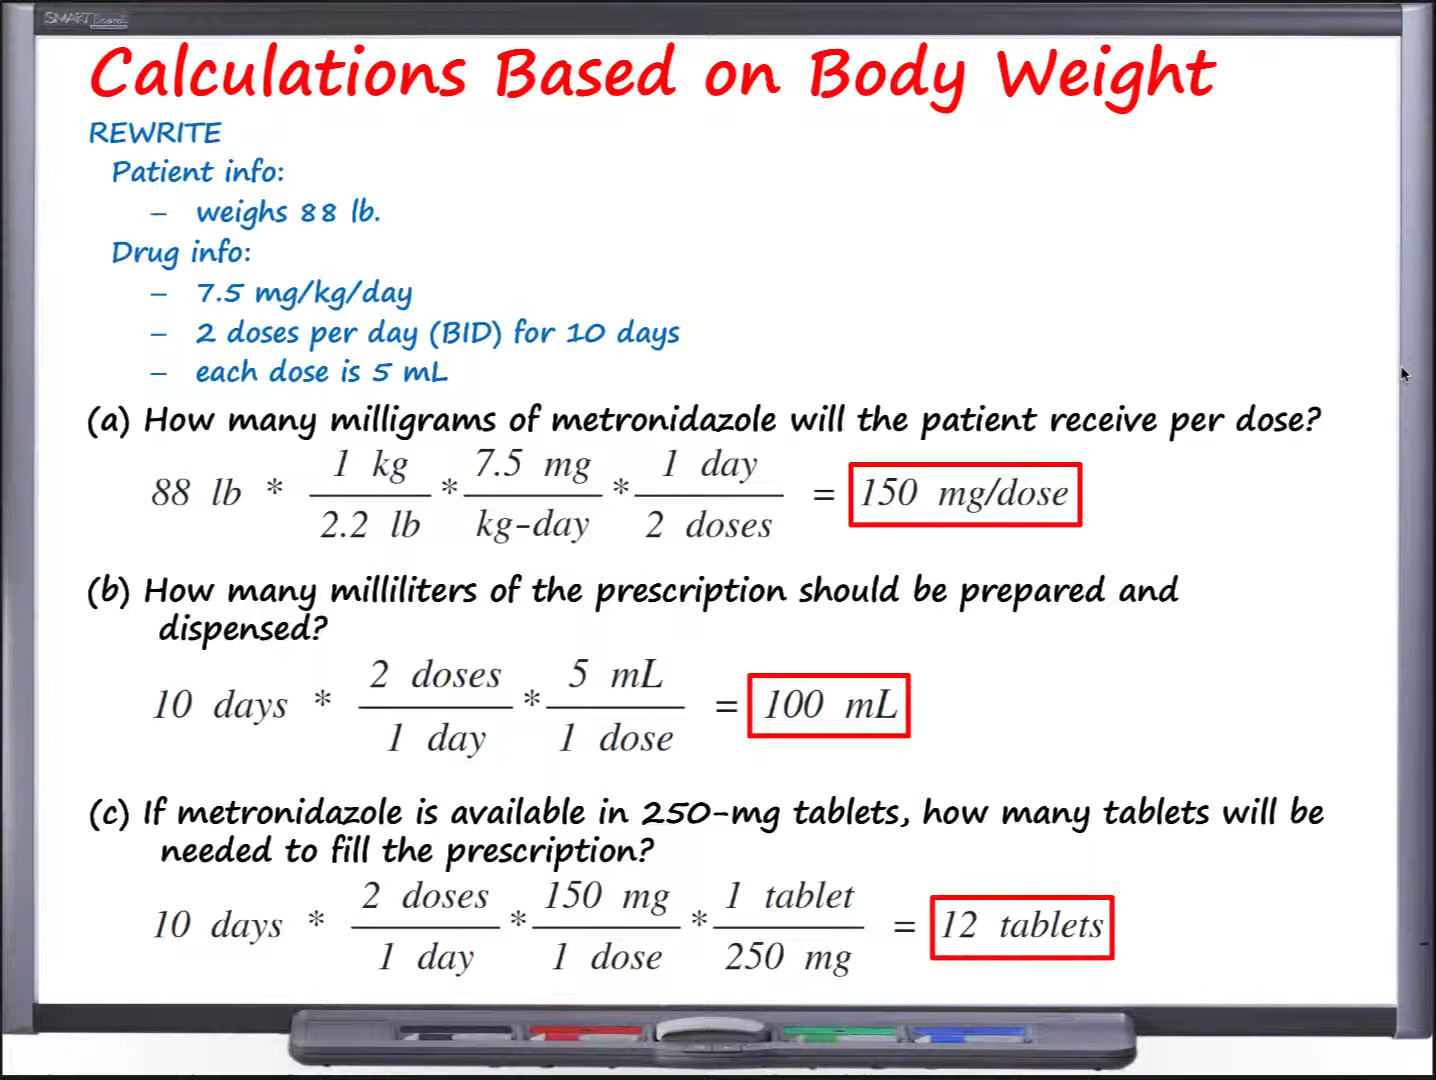 SMART Board
Calculations Based on Body Weight
REWRITE
Patient info:
– weighs 88 lb.
Drug info:
– 7.5 mg/kg/day
– 2 doses per day (BID) for 10 days
– each dose is 5 mL
(a) How many milligrams of metronidazole will the patient receive per dose?
88 lb * 1 kg / 2.2 lb * 7.5 mg / kg-day * 1 day / 2 doses = 150 mg/dose
(b) How many milliliters of the prescription should be prepared and
dispensed?
10 days * 2 doses / 1 day * 5 mL / 1 dose = 100 mL
(c) If metronidazole is available in 250-mg tablets, how many tablets will be
needed to fill the prescription?
10 days * 2 doses / 1 day * 150 mg / 1 dose * 1 tablet / 250 mg = 12 tablets